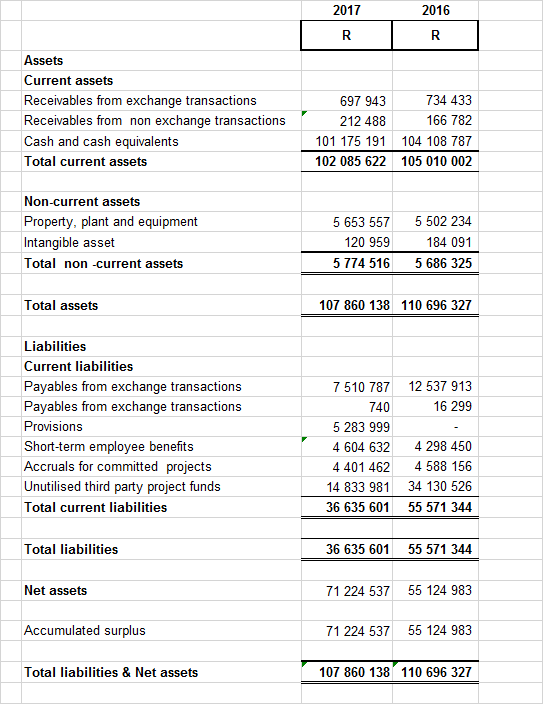 2017 2016
R R
Assets
Current assets
Receivables from exchange transactions 697 943 734 433
Receivables from non exchange transactions 212 488 166 782
Cash and cash equivalents 101 175 191 104 108 787
Total current assets 102 085 622 105 010 002
Non-current assets
Property, plant and equipment 5 653 557 5 502 234
Intangible asset 120 959 184 091
Total non -current assets 5 774 516 5 686 325
Total assets 107 860 138 110 696 327
Liabilities
Current liabilities
Payables from exchange transactions 7 510 787 12 537 913
Payables from exchange transactions 740 16 299
Provisions 5 283 999 -
Short-term employee benefits 4 604 632 4 298 450
Accruals for committed projects 4 401 462 4 588 156
Unutilised third party project funds 14 833 981 34 130 526
Total current liabilities 36 635 601 55 571 344
Total liabilities 36 635 601 55 571 344
Net assets 71 224 537 55 124 983
Accumulated surplus 71 224 537 55 124 983
Total liabilities & Net assets 107 860 138 110 696 327